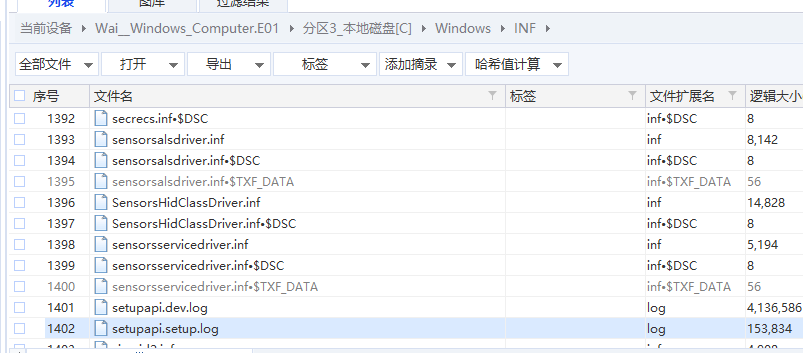 列表 图库 过滤结果
当前设备 Wai__Windows_Computer.E01 分区3_本地磁盘[C] Windows INF
全部文件 打开 导出 标签 添加摘录 哈希值计算
序号 文件名 标签 文件扩展名 逻辑大小
1392 secrecs.inf•$DSC inf•$DSC 8
1393 sensorsalsdriver.inf inf 8,142
1394 sensorsalsdriver.inf•$DSC inf•$DSC 8
1395 sensorsalsdriver.inf•$TXF_DATA inf•$TXF_DATA 56
1396 SensorsHidClassDriver.inf inf 14,828
1397 SensorsHidClassDriver.inf•$DSC inf•$DSC 8
1398 sensorsservicedriver.inf inf 5,194
1399 sensorsservicedriver.inf•$DSC inf•$DSC 8
1400 sensorsservicedriver.inf•$TXF_DATA inf•$TXF_DATA 56
1401 setupapi.dev.log log 4,136,586
1402 setupapi.setup.log log 153,834